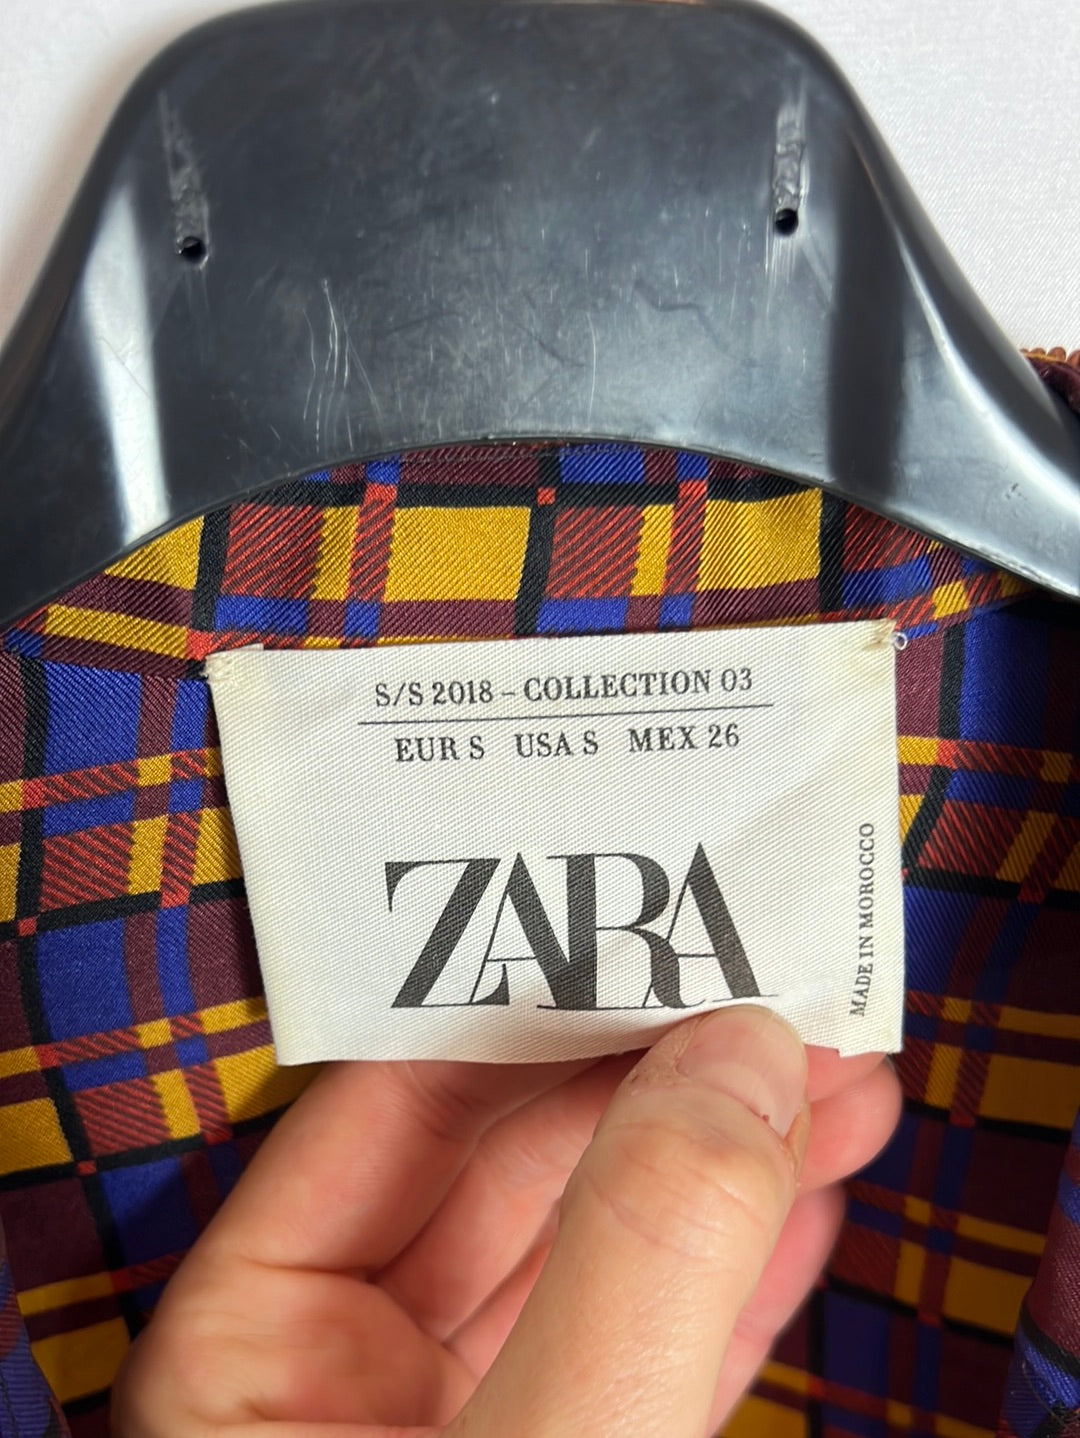 S/S 2018 – COLLECTION 03
EUR S USA S MEX 26
ZARA
MADE IN MOROCCO